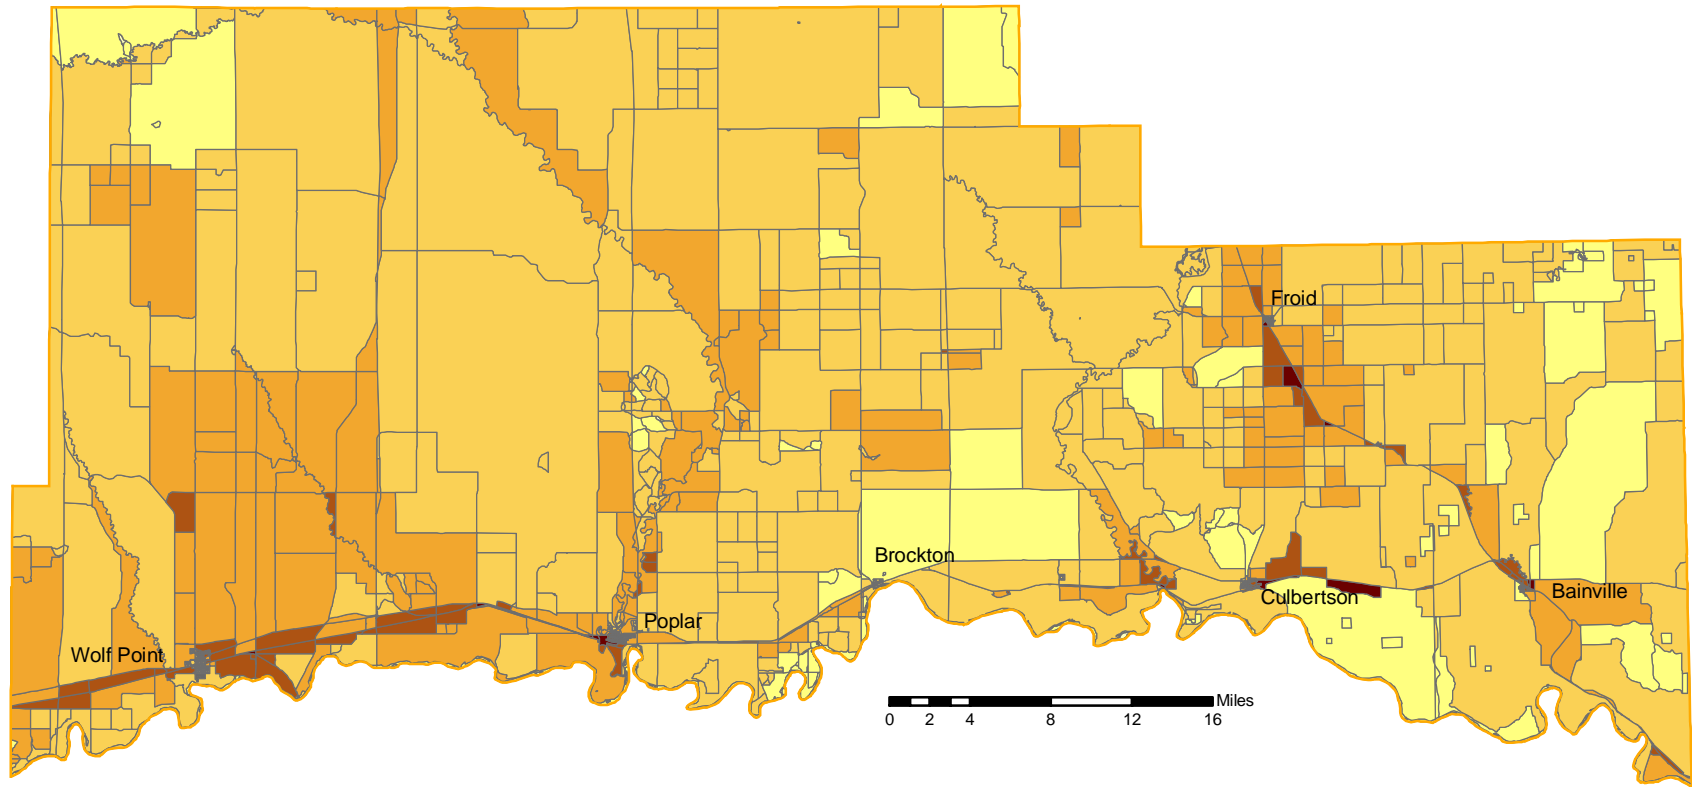 Froid
Brockton
Culbertson
Bainville
Poplar
Wolf Point
Miles
0 2 4 8 12 16